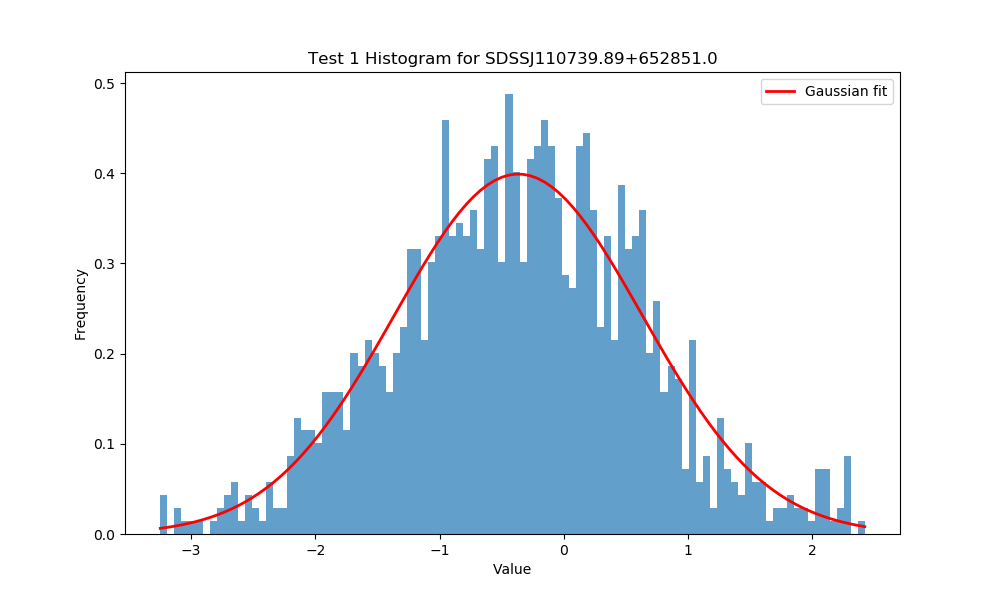 Test 1 Histogram for SDSSJ110739.89+652851.0
Gaussian fit
Frequency
0.5
0.4
0.3
0.2
0.1
0.0
−3 −2 −1 0 1 2
Value